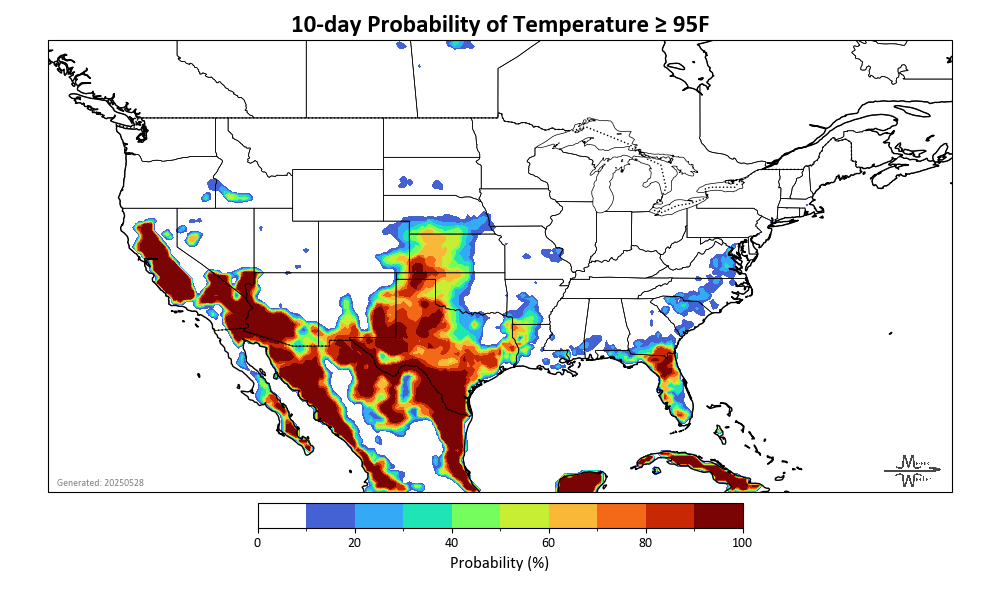 10-day Probability of Temperature ≥ 95F
Generated: 20250528
0 20 40 60 80 100
Probability (%)